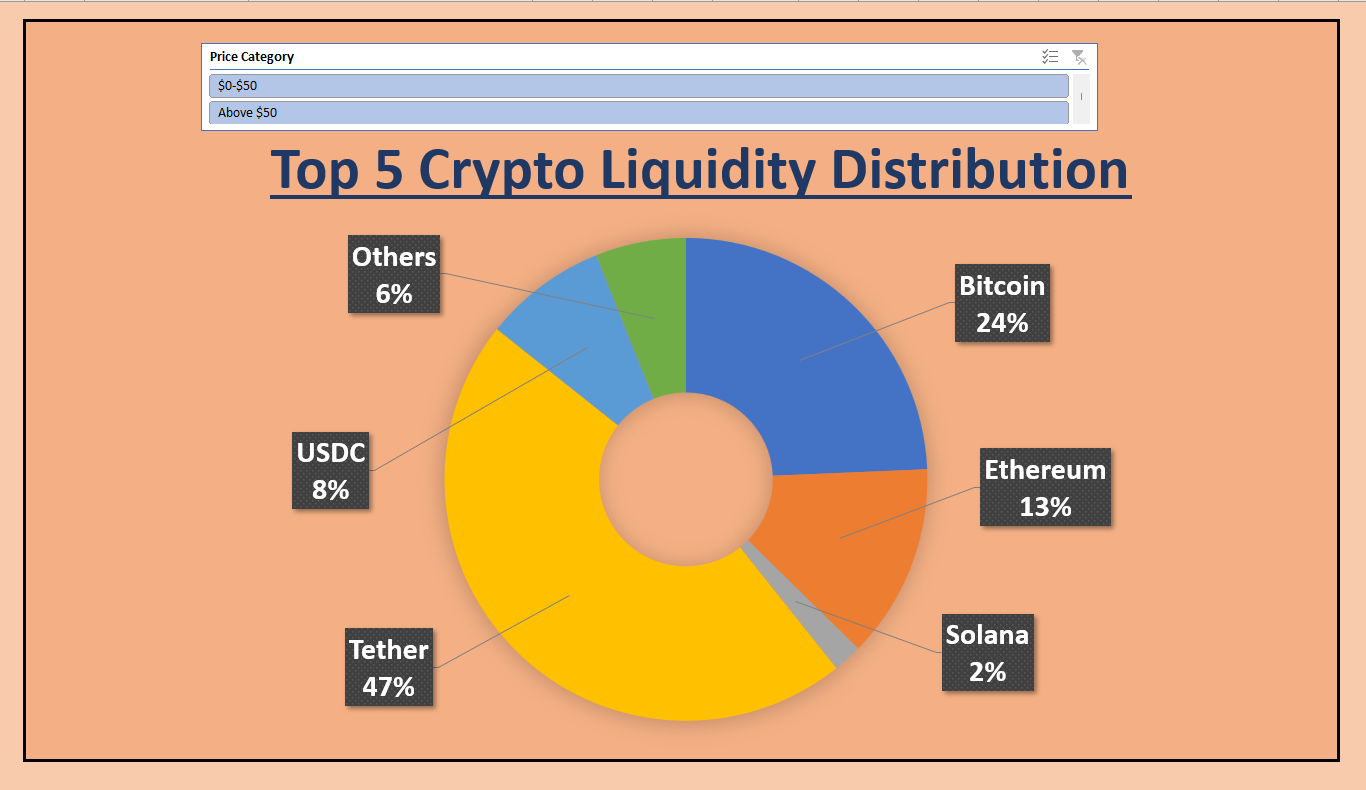 Price Category
$0-$50
Above $50
Top 5 Crypto Liquidity Distribution
Others
6%
Bitcoin
24%
USDC
8%
Ethereum
13%
Tether
47%
Solana
2%